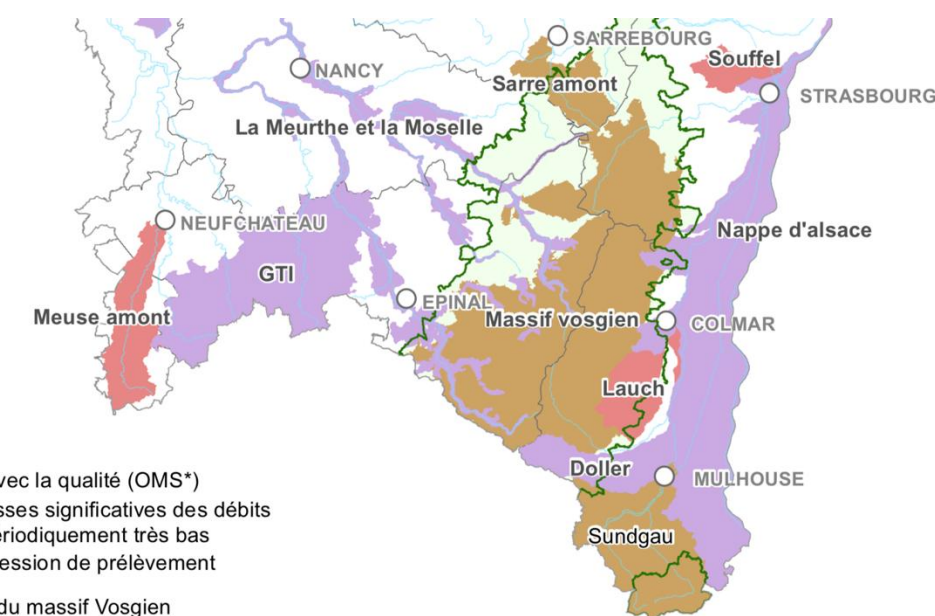 SARREBOURG
Souffel
NANCY
Sarre amont
STRASBOURG
La Meurthe et la Moselle
NEUFCHATEAU
Nappe d'alsace
GTI
EPINAL
Meuse amont
Massif vosgien
COLMAR
Lauch
Doller
MULHOUSE
Sundgau
vec la qualité (OMS*)
sses significatives des débits
ériodiquement très bas
ession de prélèvement
du massif Vosgien